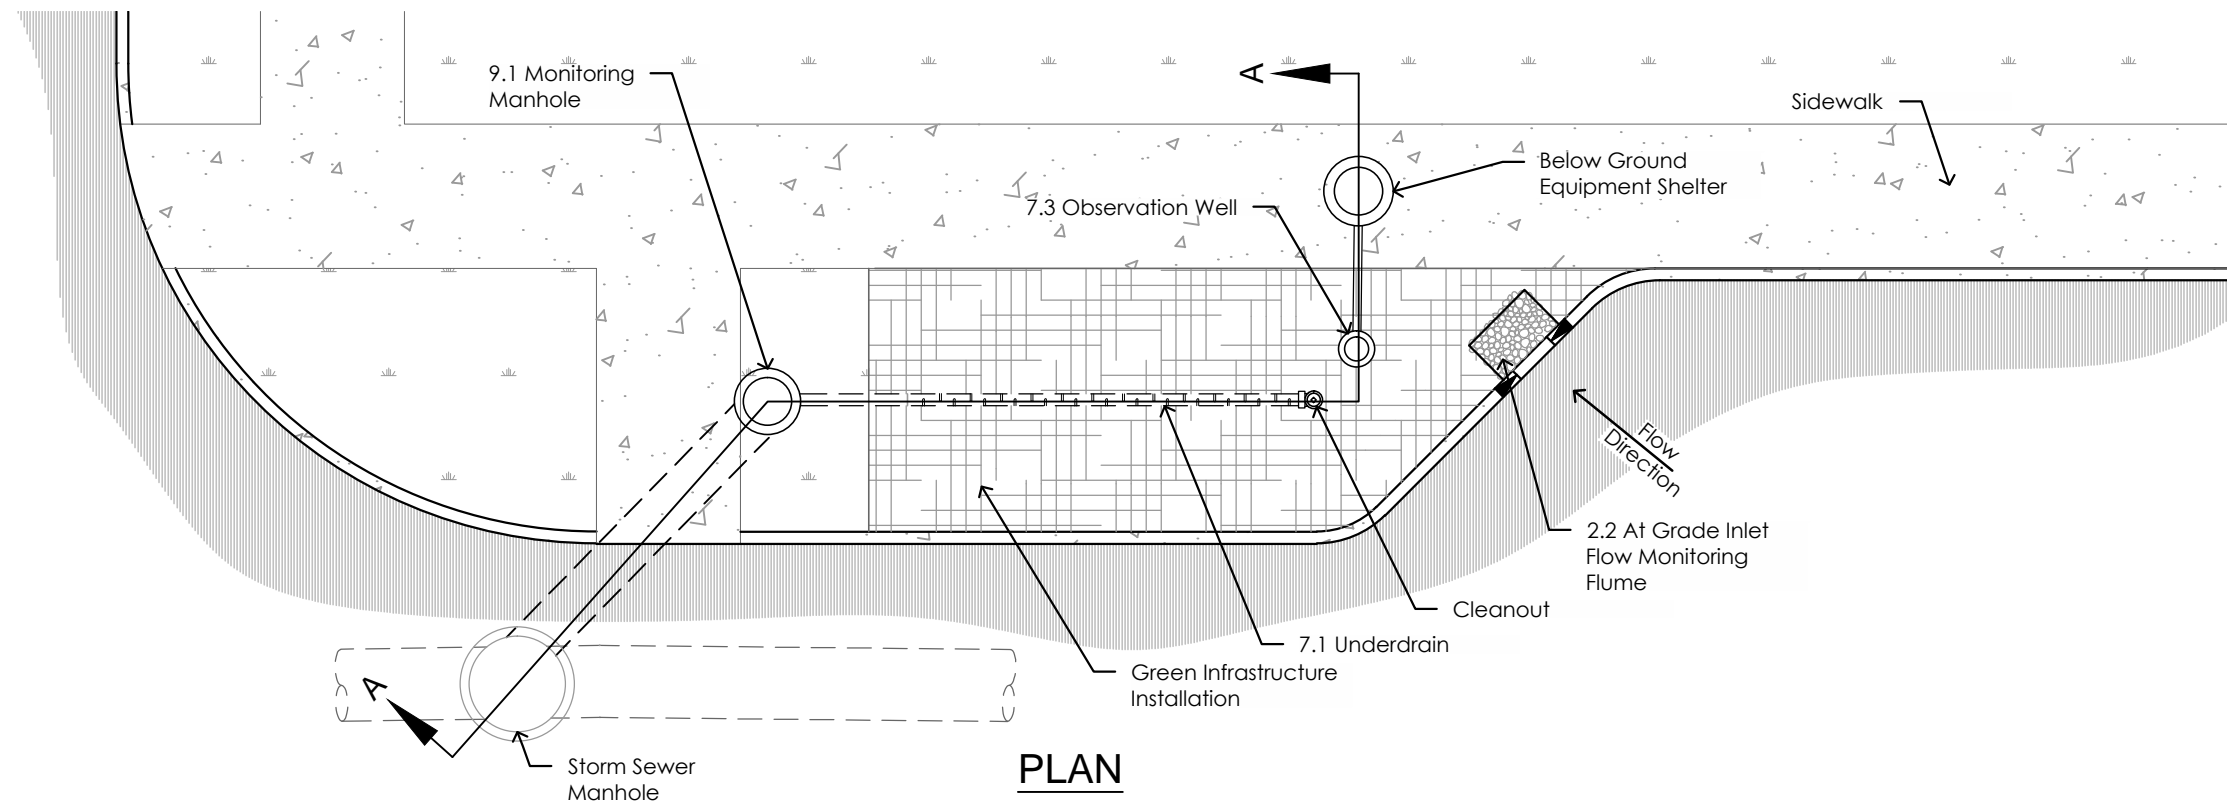 9.1 Monitoring
Manhole
A
Sidewalk
Below Ground
Equipment Shelter
7.3 Observation Well
Flow
Direction
2.2 At Grade Inlet
Flow Monitoring
Flume
Cleanout
7.1 Underdrain
Green Infrastructure
Installation
A
Storm Sewer
Manhole
PLAN